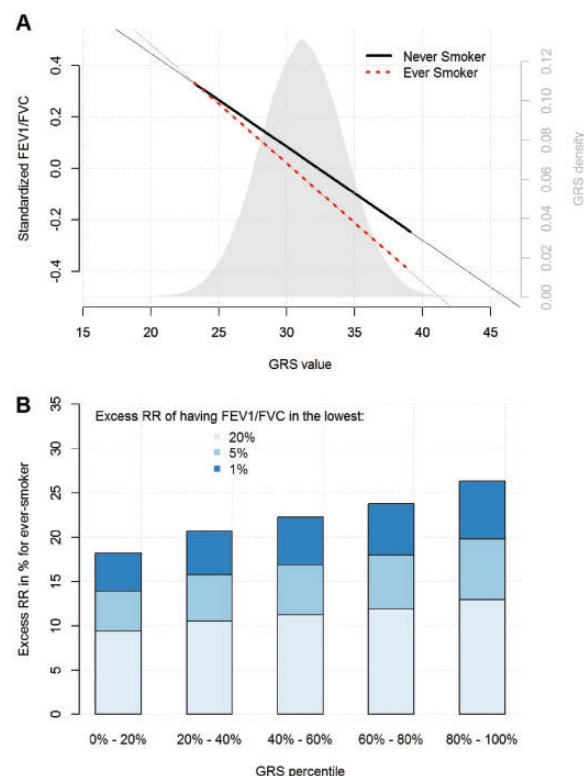 A
Never Smoker
Ever Smoker
Standardized FEV1/FVC
0.4
0.2
0.0
-0.2
-0.4
GRS density
0.12
0.10
0.08
0.06
0.04
0.02
0.00
15 20 25 30 35 40 45
GRS value
B
Excess RR of having FEV1/FVC in the lowest:
20%
5%
1%
Excess RR in % for ever-smoker
35
30
25
20
15
10
5
0
0% - 20% 20% - 40% 40% - 60% 60% - 80% 80% - 100%
GRS percentile